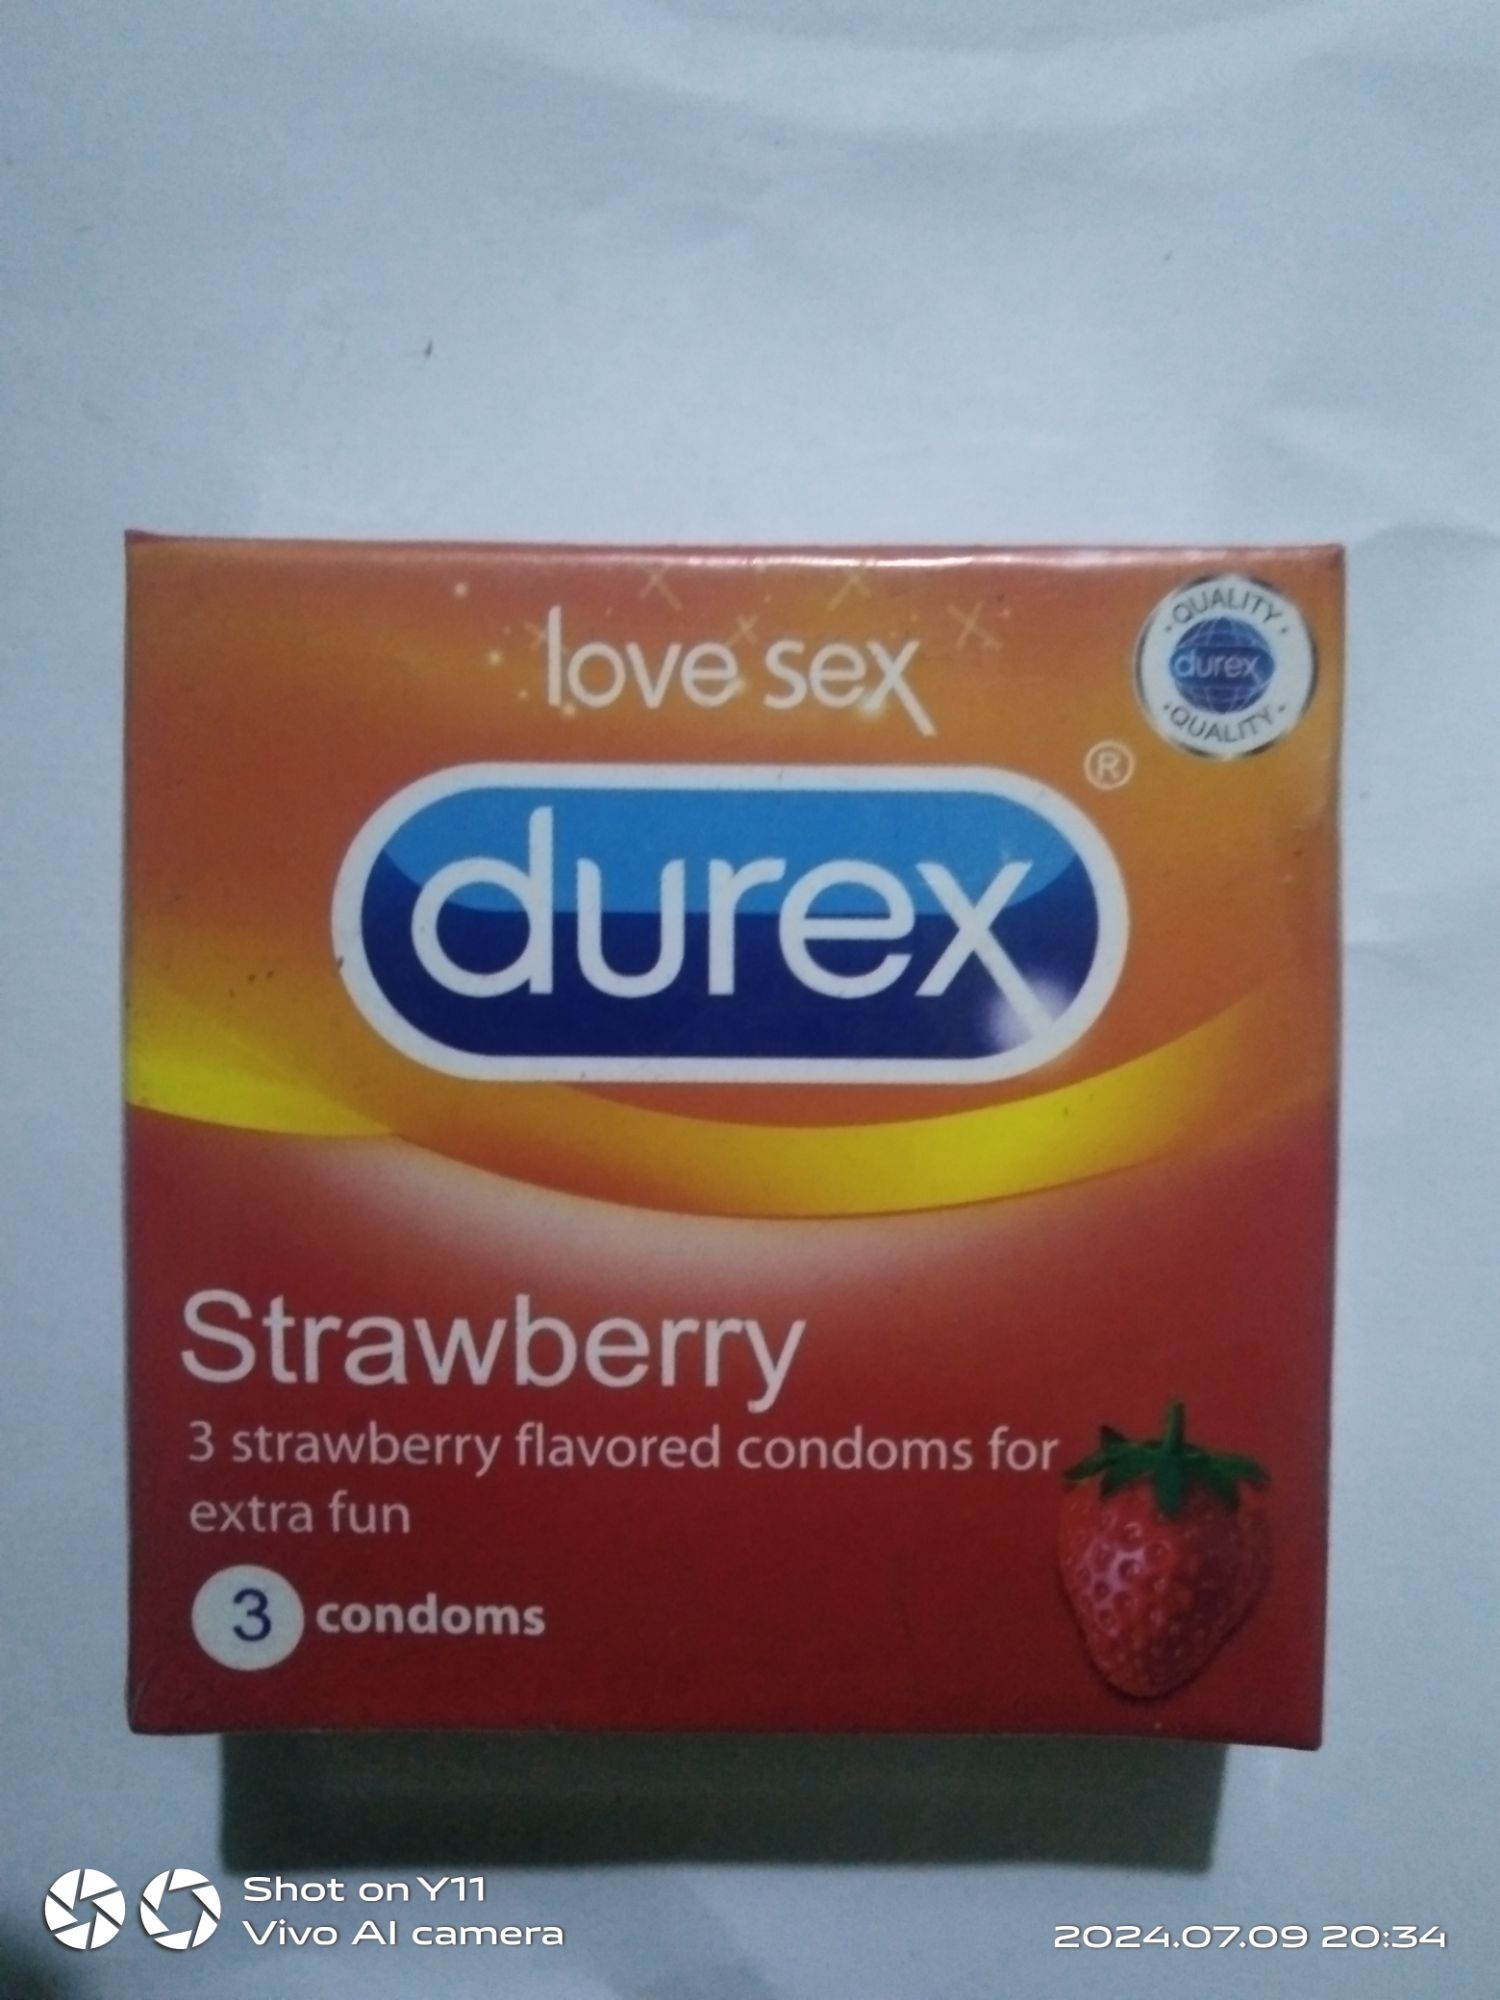 love sex
QUALITY
durex
QUALITY
durex®
Strawberry
3 strawberry flavored condoms for
extra fun
3 condoms
Shot on Y11
Vivo AI camera
2024.07.09 20:34